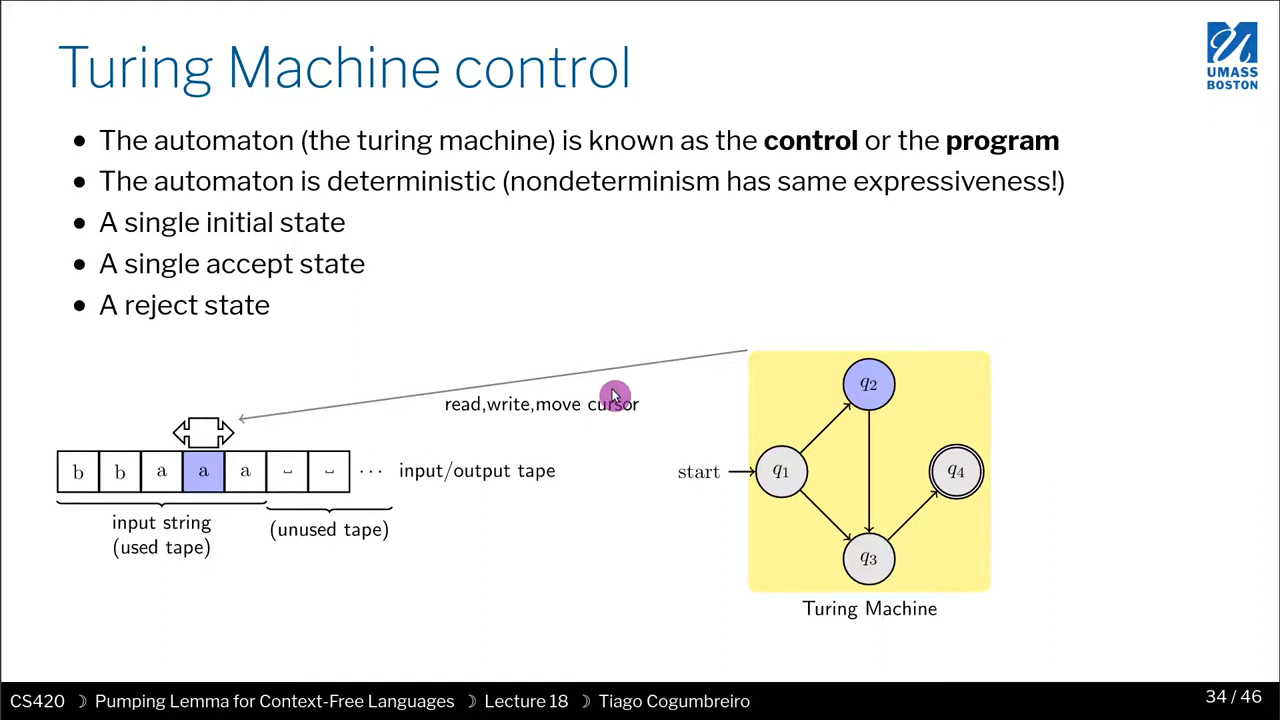 Turing Machine control
UMASS
BOSTON
• The automaton (the turing machine) is known as the control or the program
• The automaton is deterministic (nondeterminism has same expressiveness!)
• A single initial state
• A single accept state
• A reject state
read,write,move cursor
b b a a a ␣ ␣ ··· input/output tape
input string
(used tape)
(unused tape)
q2
start q1 q4
q3
Turing Machine
CS420 ☽ Pumping Lemma for Context-Free Languages ☽ Lecture 18 ☽ Tiago Cogumbreiro
34 / 46